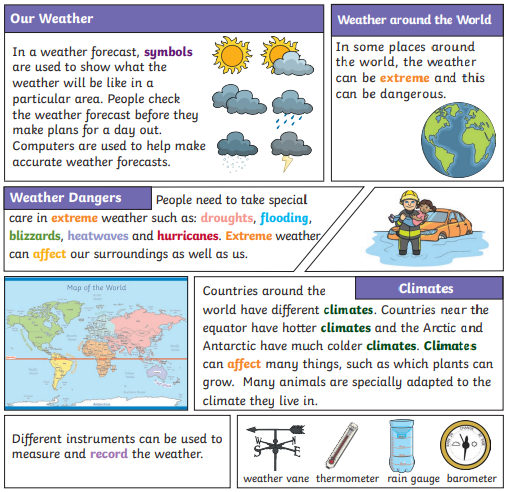 Our Weather
In a weather forecast, symbols
are used to show what the
weather will be like in a
particular area. People check
the weather forecast before they
make plans for a day out.
Computers are used to help make
accurate weather forecasts.
Weather around the World
In some places around
the world, the weather
can be extreme and this
can be dangerous.
Weather Dangers
People need to take special
care in extreme weather such as: droughts, flooding,
blizzards, heatwaves and hurricanes. Extreme weather
can affect our surroundings as well as us.
Map of the World
Climates
Countries around the
world have different climates. Countries near the
equator have hotter climates and the Arctic and
Antarctic have much colder climates. Climates
can affect many things, such as which plants can
grow. Many animals are specially adapted to the
climate they live in.
Different instruments can be used to
measure and record the weather.
weather vane thermometer rain gauge barometer